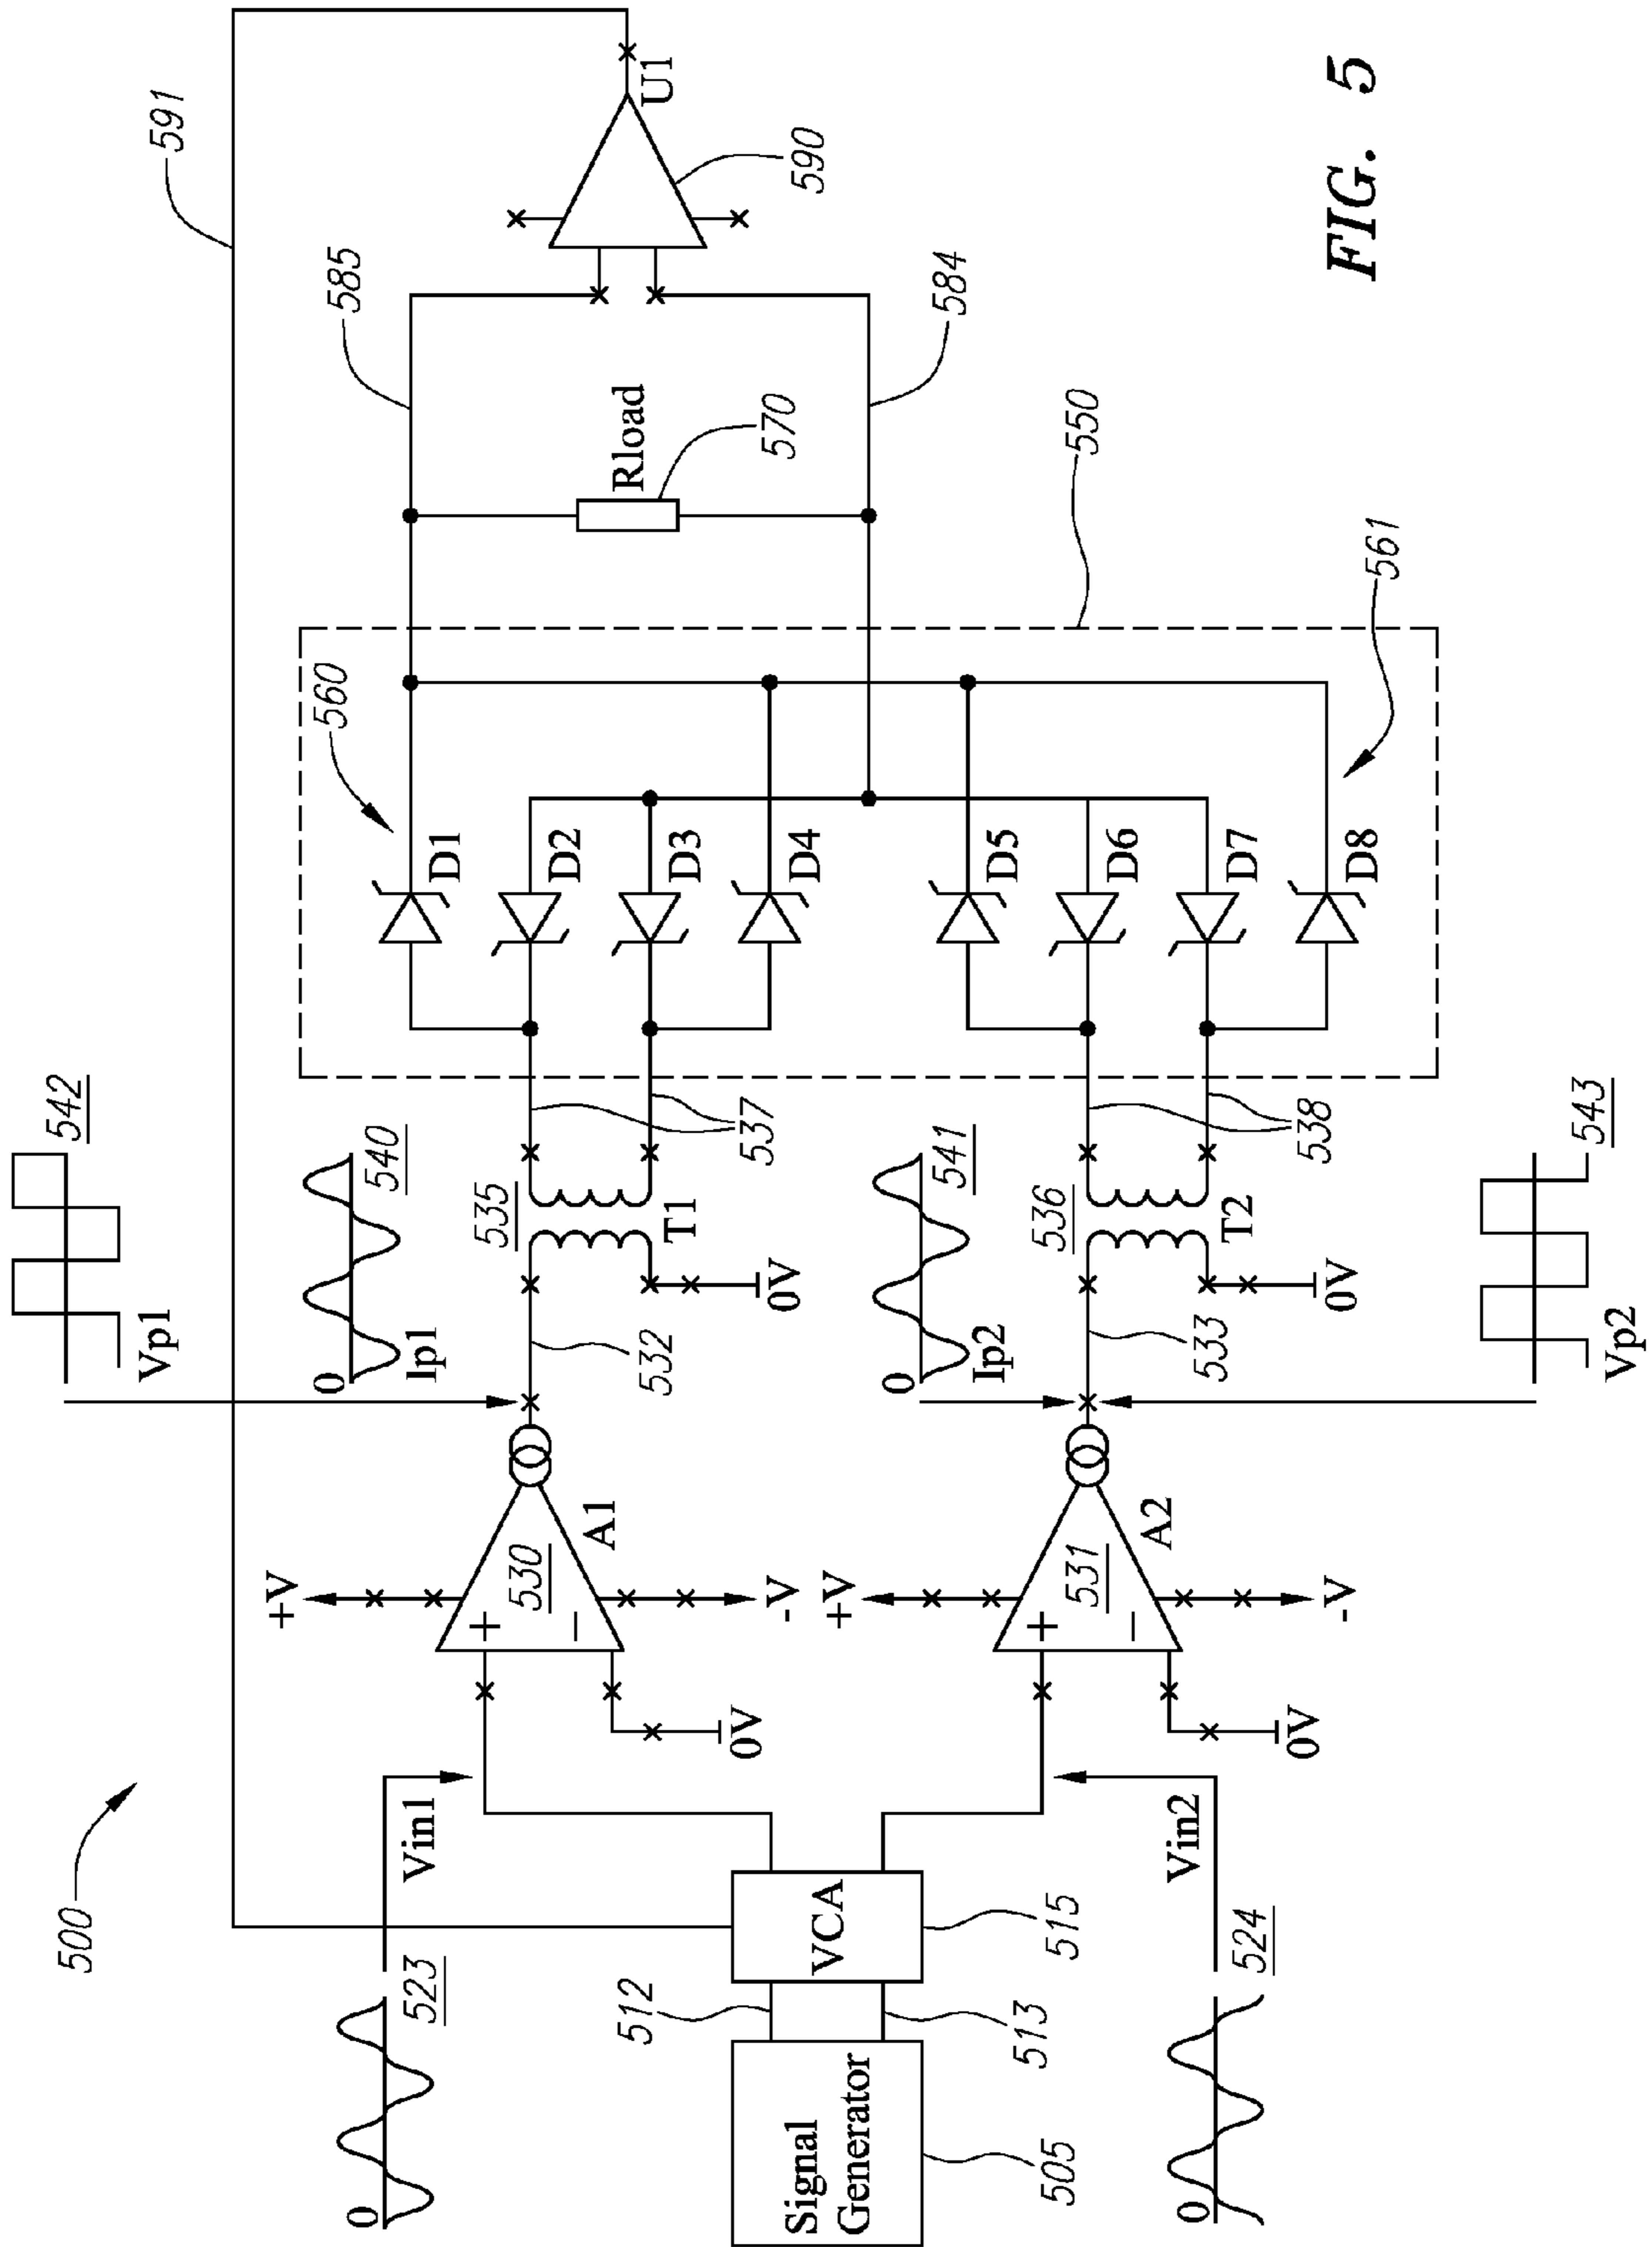 500
591
542
Vp1
0
540
Ip1
560
585
U1
590
523
0
Vin1
+V
530
+
−
A1
-V
0V
532
535
T1
0V
537
D1
D2
D3
D4
Rload
570
584
550
Signal
Generator
505
512
513
VCA
515
0
541
Ip2
+V
531
+
−
A2
-V
0V
533
536
T2
0V
538
D5
D6
D7
D8
561
0
524
Vin2
Vp2
543
FIG. 5